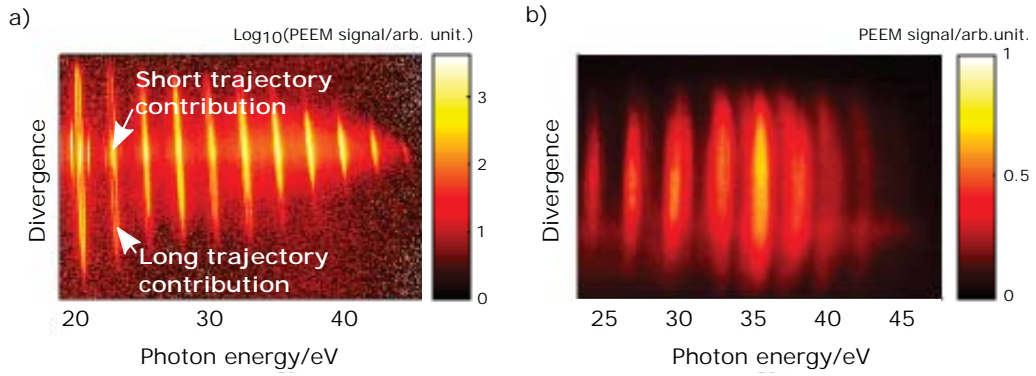 a)
Log10(PEEM signal/arb. unit.)
Short trajectory
contribution
Long trajectory
contribution
Divergence
3
2
1
0
20 30 40
Photon energy/eV
b)
PEEM signal/arb.unit.
Divergence
1
0.5
0
25 30 35 40 45
Photon energy/eV